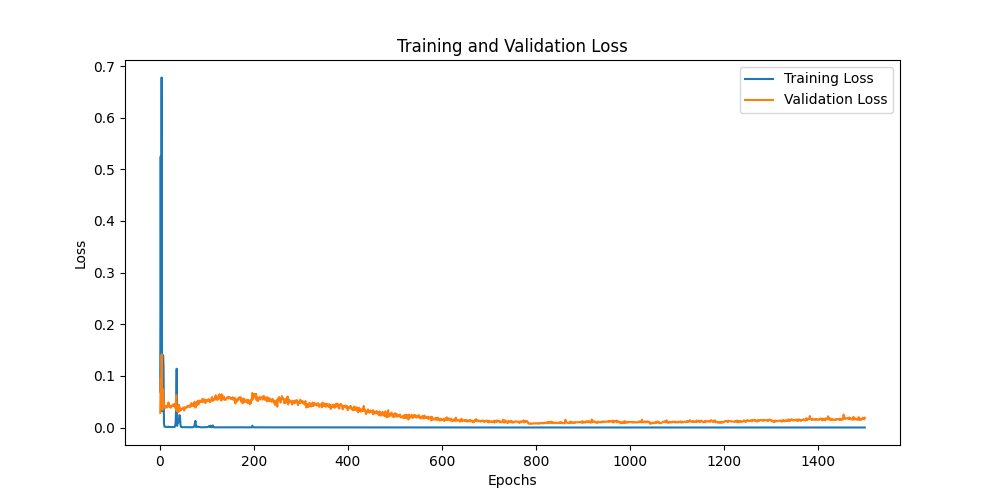 Training and Validation Loss
Training Loss
Validation Loss
Loss
0.7
0.6
0.5
0.4
0.3
0.2
0.1
0.0
0 200 400 600 800 1000 1200 1400
Epochs